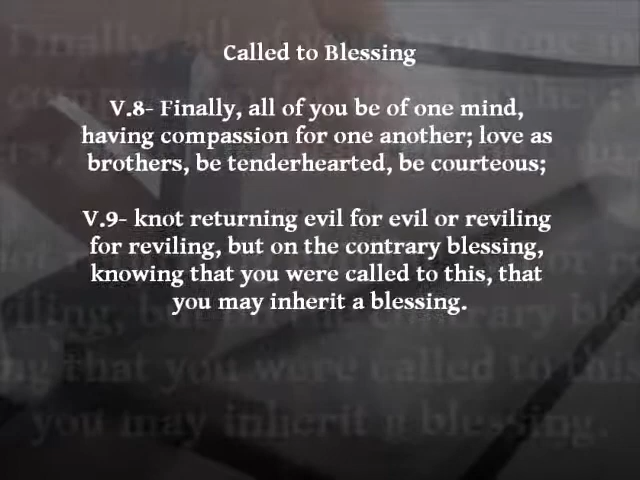 Called to Blessing
V.8- Finally, all of you be of one mind,
having compassion for one another; love as
brothers, be tenderhearted, be courteous;
V.9- knot returning evil for evil or reviling
for reviling, but on the contrary blessing,
knowing that you were called to this, that
you may inherit a blessing.